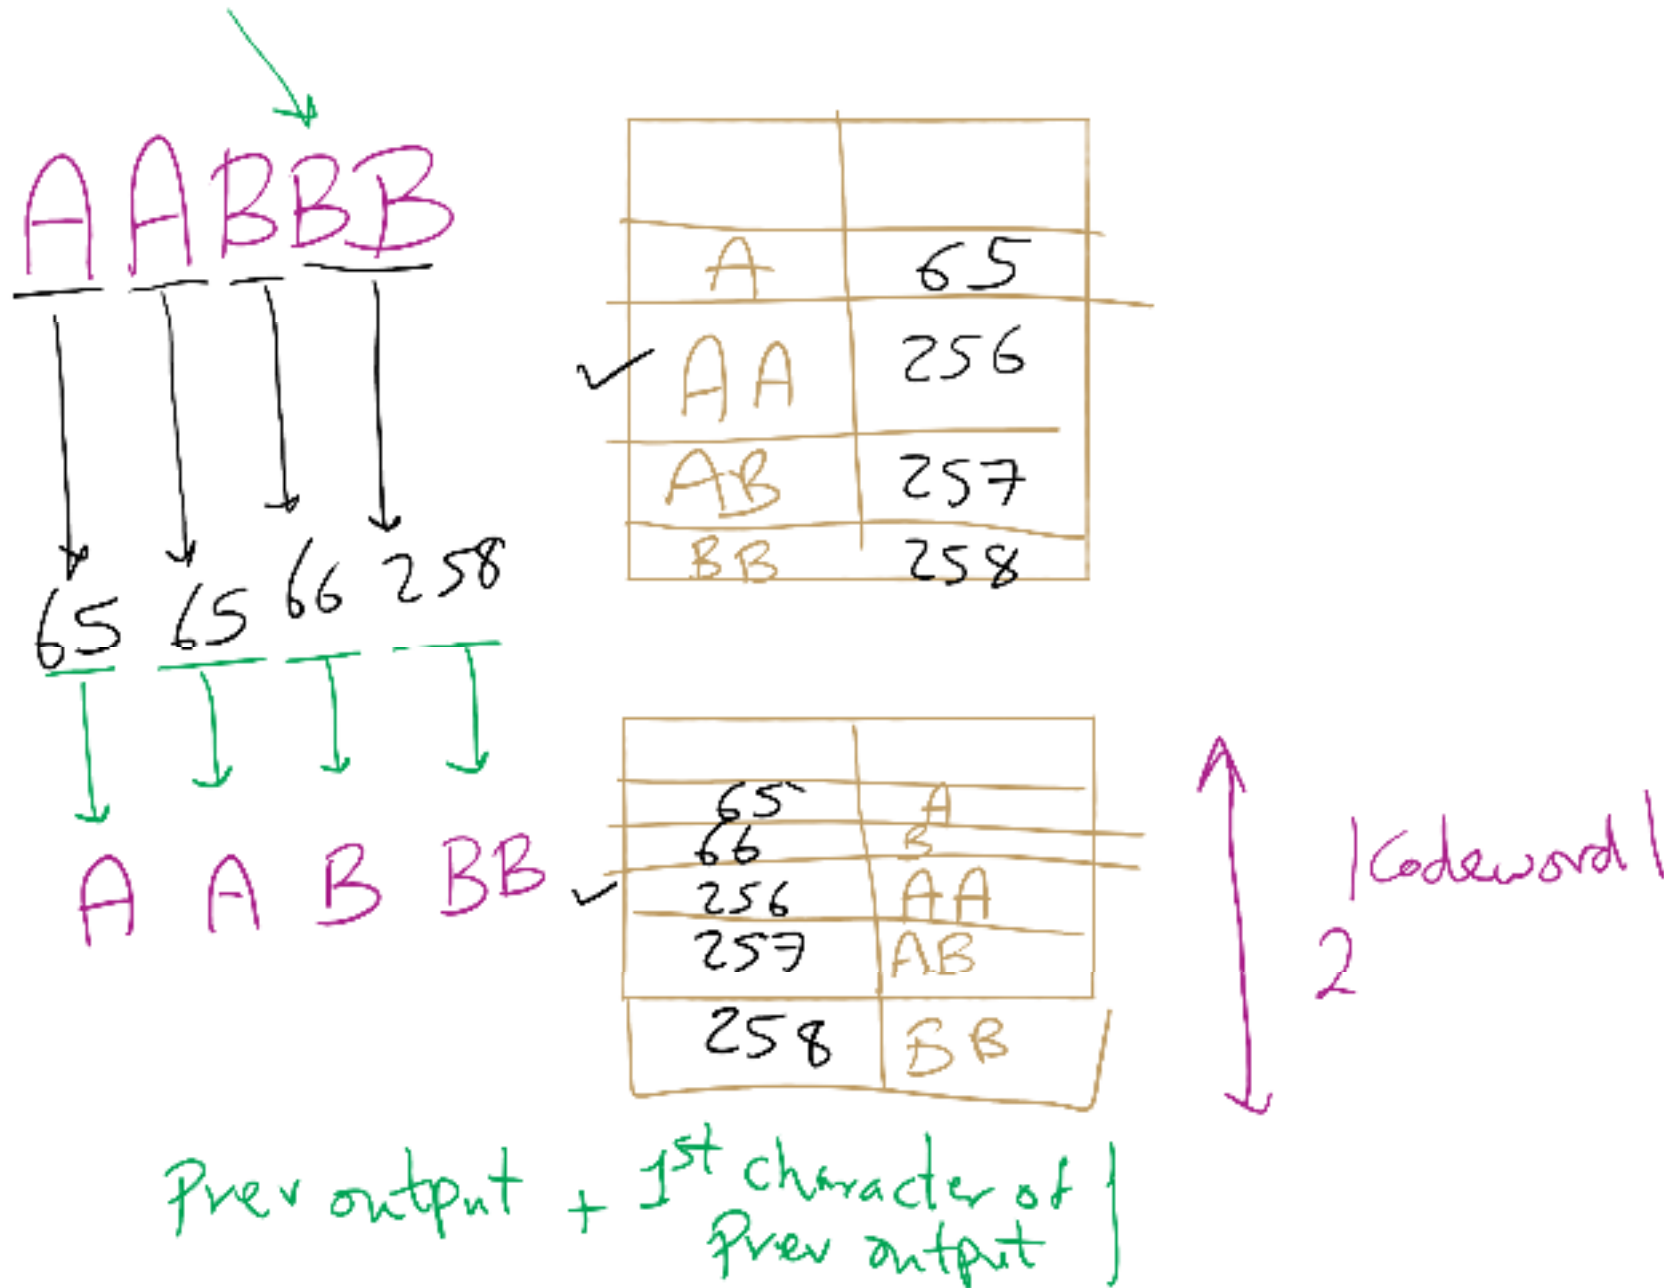 A A B B B
65 65 66 258
A A B BB
A 65
AA 256
AB 257
BB 258
65 A
66 B
256 AA
257 AB
258 BB
|Codeword|
2
Prev output + 1st character of
Prev output